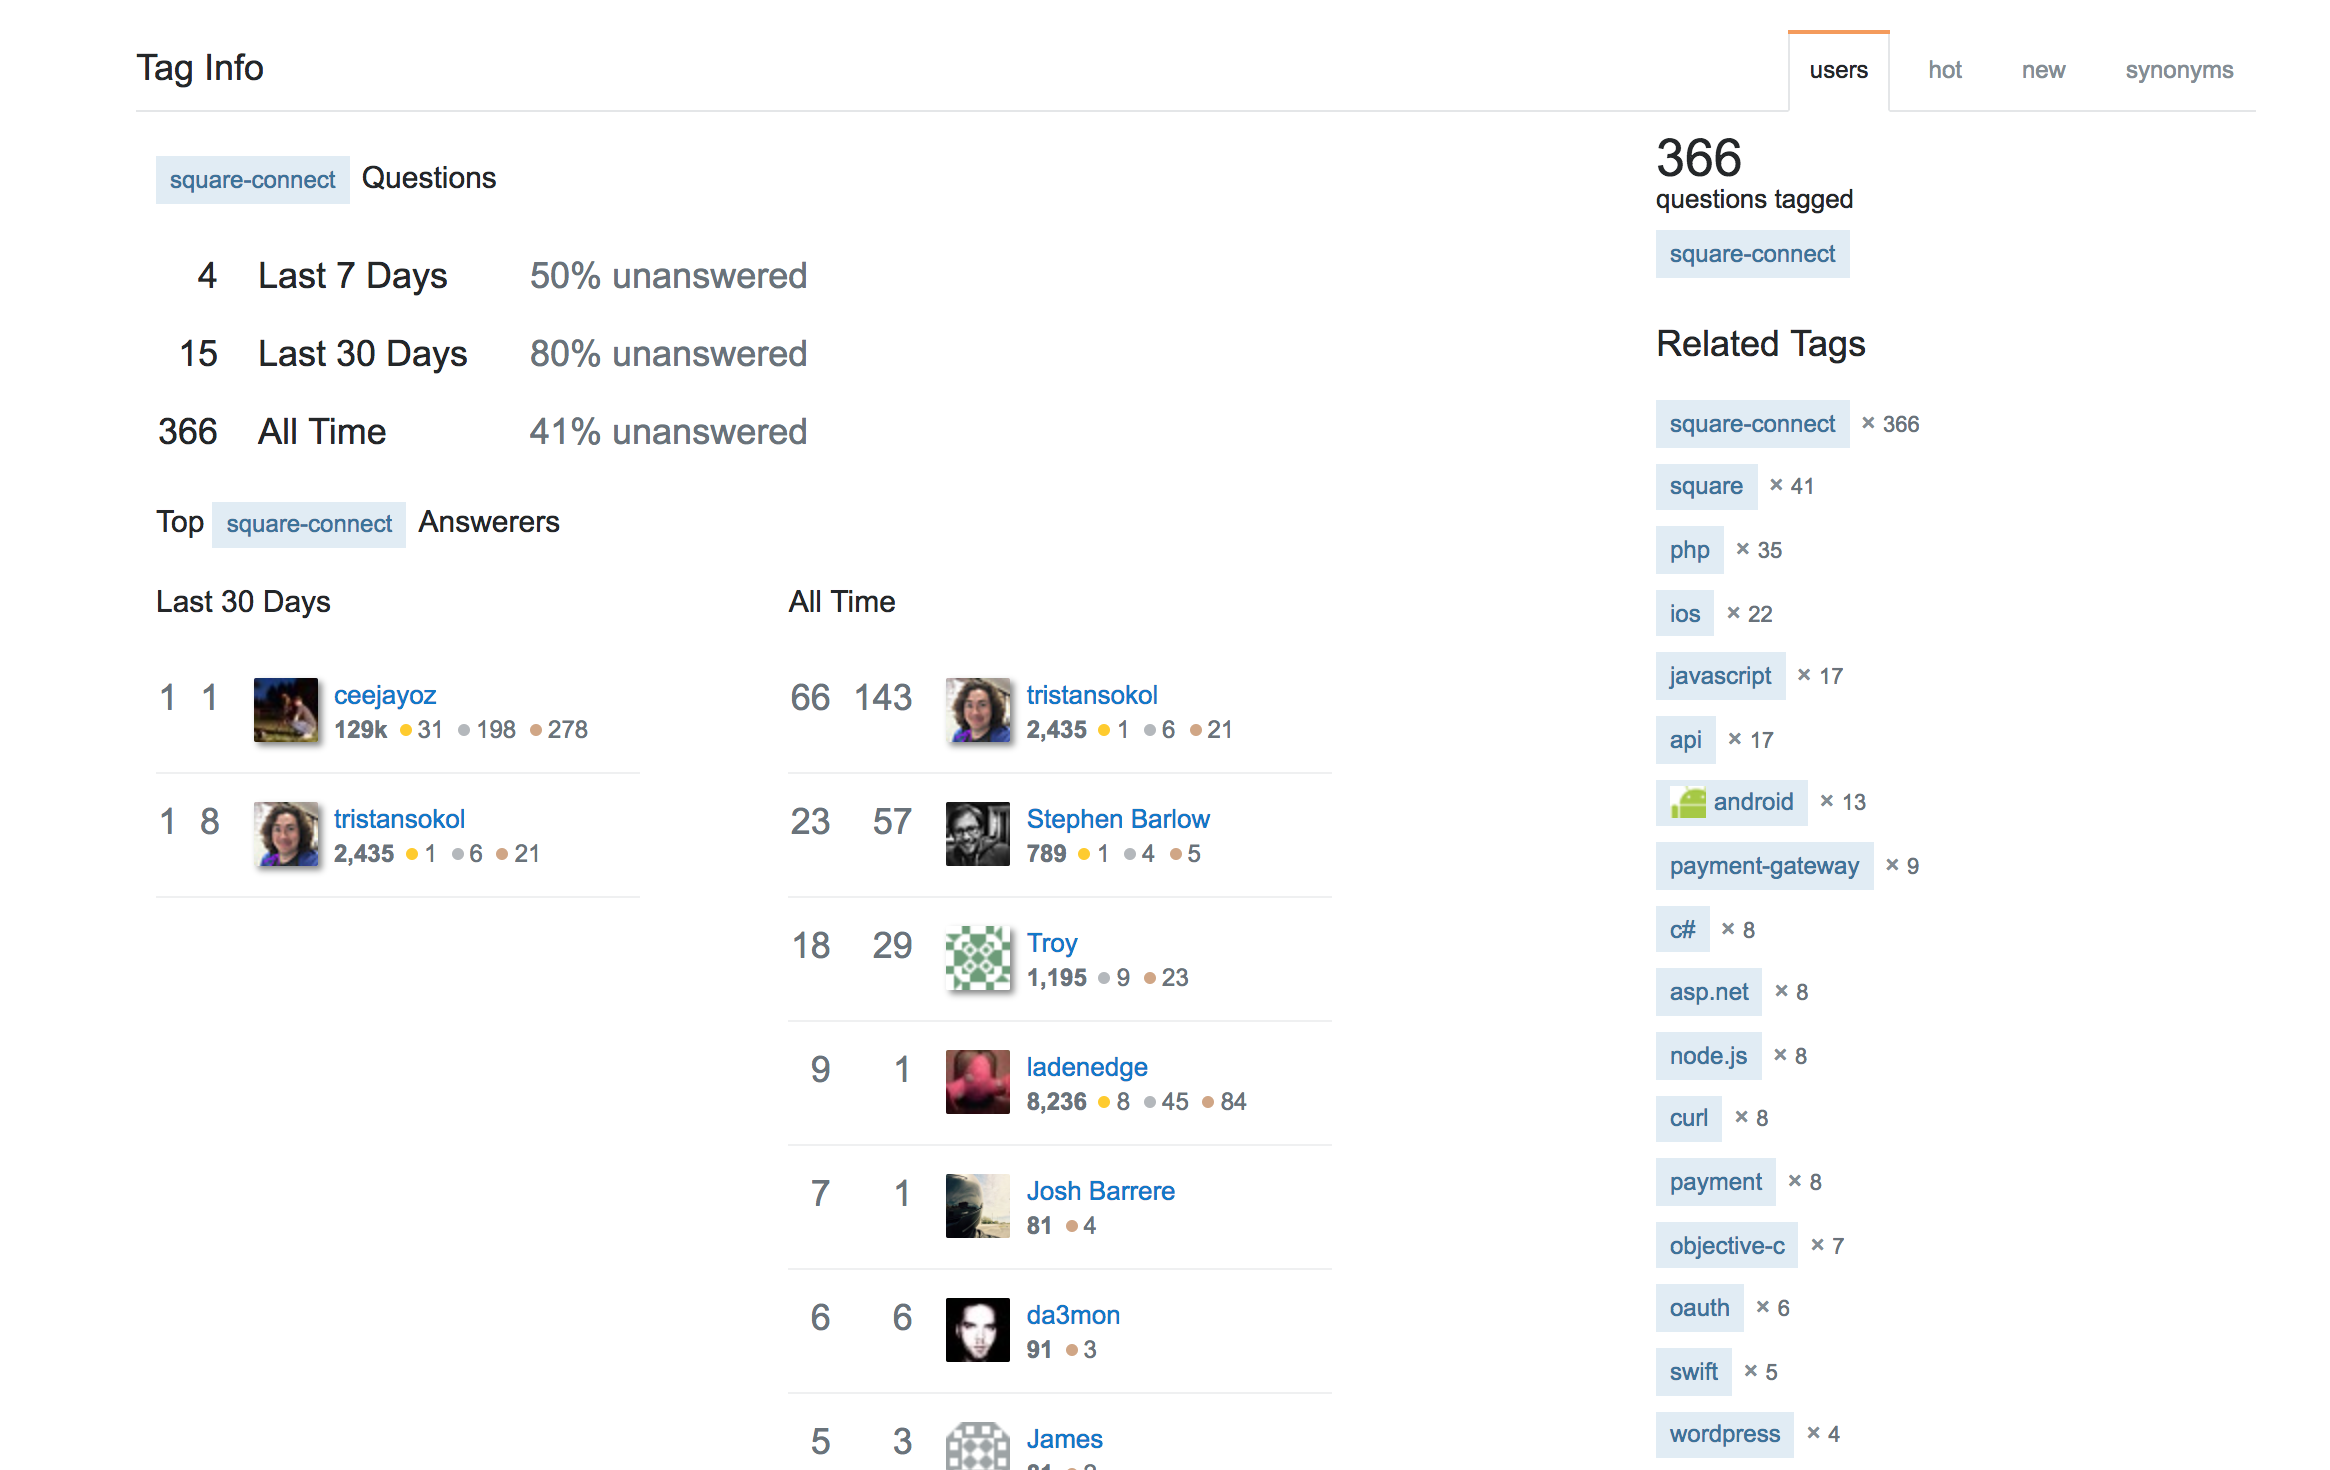 Tag Info
users hot new synonyms
square-connect Questions
4 Last 7 Days 50% unanswered
15 Last 30 Days 80% unanswered
366 All Time 41% unanswered
Top square-connect Answerers
Last 30 Days
1 1 ceejayoz
129k 31 198 278
1 8 tristansokol
2,435 1 6 21
All Time
66 143 tristansokol
2,435 1 6 21
23 57 Stephen Barlow
789 1 4 5
18 29 Troy
1,195 9 23
9 1 ladenedge
8,236 8 45 84
7 1 Josh Barrere
81 4
6 6 da3mon
91 3
5 3 James
366
questions tagged
square-connect
Related Tags
square-connect × 366
square × 41
php × 35
ios × 22
javascript × 17
api × 17
android × 13
payment-gateway × 9
c# × 8
asp.net × 8
node.js × 8
curl × 8
payment × 8
objective-c × 7
oauth × 6
swift × 5
wordpress × 4